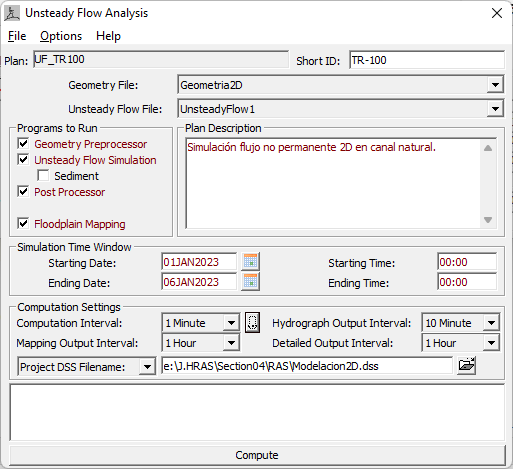 Unsteady Flow Analysis
File Options Help
Plan: UF_TR100 Short ID: TR-100
Geometry File: Geometria2D
Unsteady Flow File: UnsteadyFlow1
Programs to Run
Geometry Preprocessor
Unsteady Flow Simulation
Sediment
Post Processor
Floodplain Mapping
Plan Description
Simulación flujo no permanente 2D en canal natural.
Simulation Time Window
Starting Date: 01JAN2023 Starting Time: 00:00
Ending Date: 06JAN2023 Ending Time: 00:00
Computation Settings
Computation Interval: 1 Minute ... Hydrograph Output Interval: 10 Minute
Mapping Output Interval: 1 Hour Detailed Output Interval: 1 Hour
Project DSS Filename: e:\J.HRAS\Section04\RAS\Modelacion2D.dss
Compute